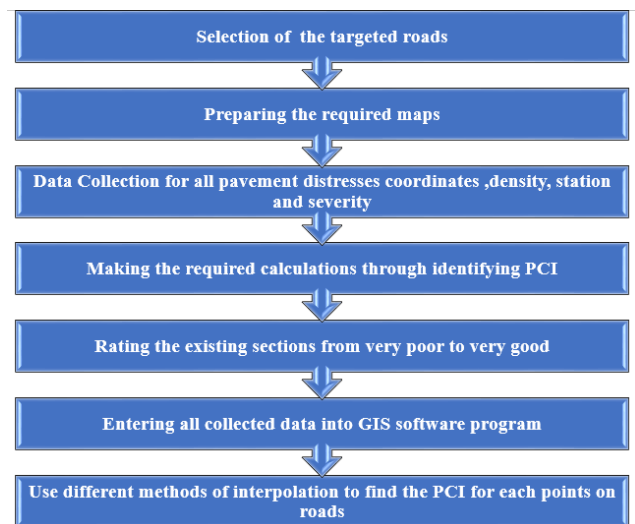 Selection of the targeted roads
Preparing the required maps
Data Collection for all pavement distresses coordinates ,density, station
and severity
Making the required calculations through identifying PCI
Rating the existing sections from very poor to very good
Entering all collected data into GIS software program
Use different methods of interpolation to find the PCI for each points on
roads